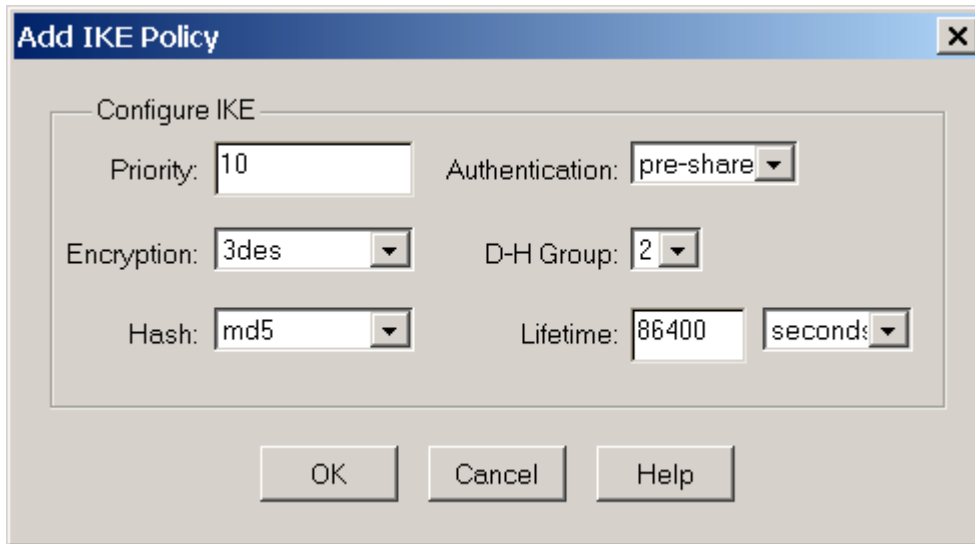 Add IKE Policy
Configure IKE
Priority: 10 Authentication: pre-share
Encryption: 3des D-H Group: 2
Hash: md5 Lifetime: 86400 seconds
OK Cancel Help